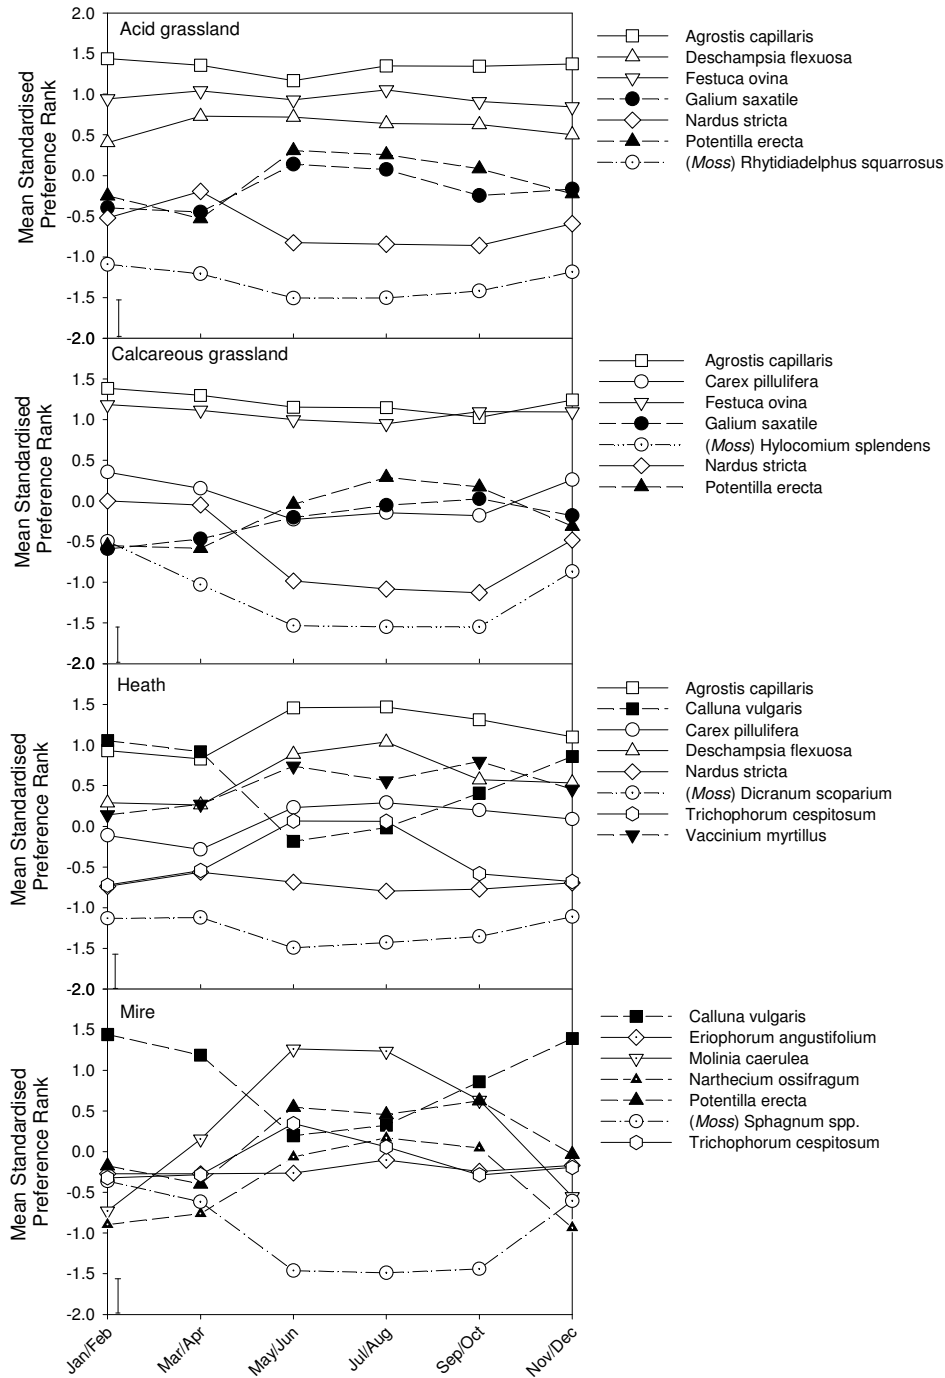 Acid grassland
Mean Standardised
Preference Rank
2.0
1.5
1.0
0.5
0.0
-0.5
-1.0
-1.5
-2.0
Agrostis capillaris
Deschampsia flexuosa
Festuca ovina
Galium saxatile
Nardus stricta
Potentilla erecta
(Moss) Rhytidiadelphus squarrosus
Calcareous grassland
Mean Standardised
Preference Rank
1.5
1.0
0.5
0.0
-0.5
-1.0
-1.5
-2.0
Agrostis capillaris
Carex pillulifera
Festuca ovina
Galium saxatile
(Moss) Hylocomium splendens
Nardus stricta
Potentilla erecta
Heath
Mean Standardised
Preference Rank
1.5
1.0
0.5
0.0
-0.5
-1.0
-1.5
-2.0
Agrostis capillaris
Calluna vulgaris
Carex pillulifera
Deschampsia flexuosa
Nardus stricta
(Moss) Dicranum scoparium
Trichophorum cespitosum
Vaccinium myrtillus
Mire
Mean Standardised
Preference Rank
1.5
1.0
0.5
0.0
-0.5
-1.0
-1.5
-2.0
Calluna vulgaris
Eriophorum angustifolium
Molinia caerulea
Narthecium ossifragum
Potentilla erecta
(Moss) Sphagnum spp.
Trichophorum cespitosum
Jan/Feb
Mar/Apr
May/Jun
Jul/Aug
Sep/Oct
Nov/Dec